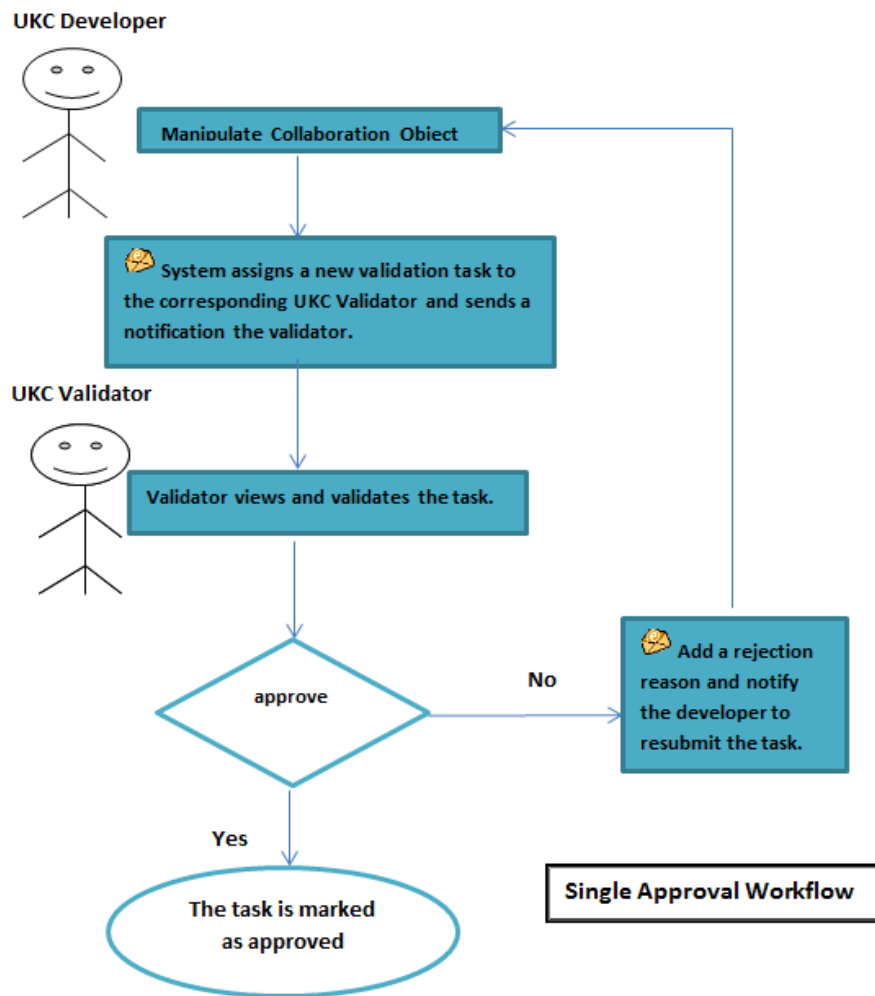 UKC Developer
Manipulate Collaboration Object
System assigns a new validation task to
the corresponding UKC Validator and sends a
notification the validator.
UKC Validator
Validator views and validates the task.
approve
No
Add a rejection
reason and notify
the developer to
resubmit the task.
Yes
The task is marked
as approved
Single Approval Workflow